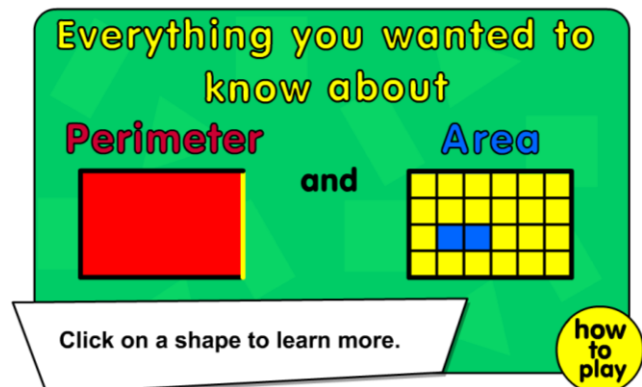 Everything you wanted to
know about
Perimeter
and
Area
Click on a shape to learn more.
how
to
play